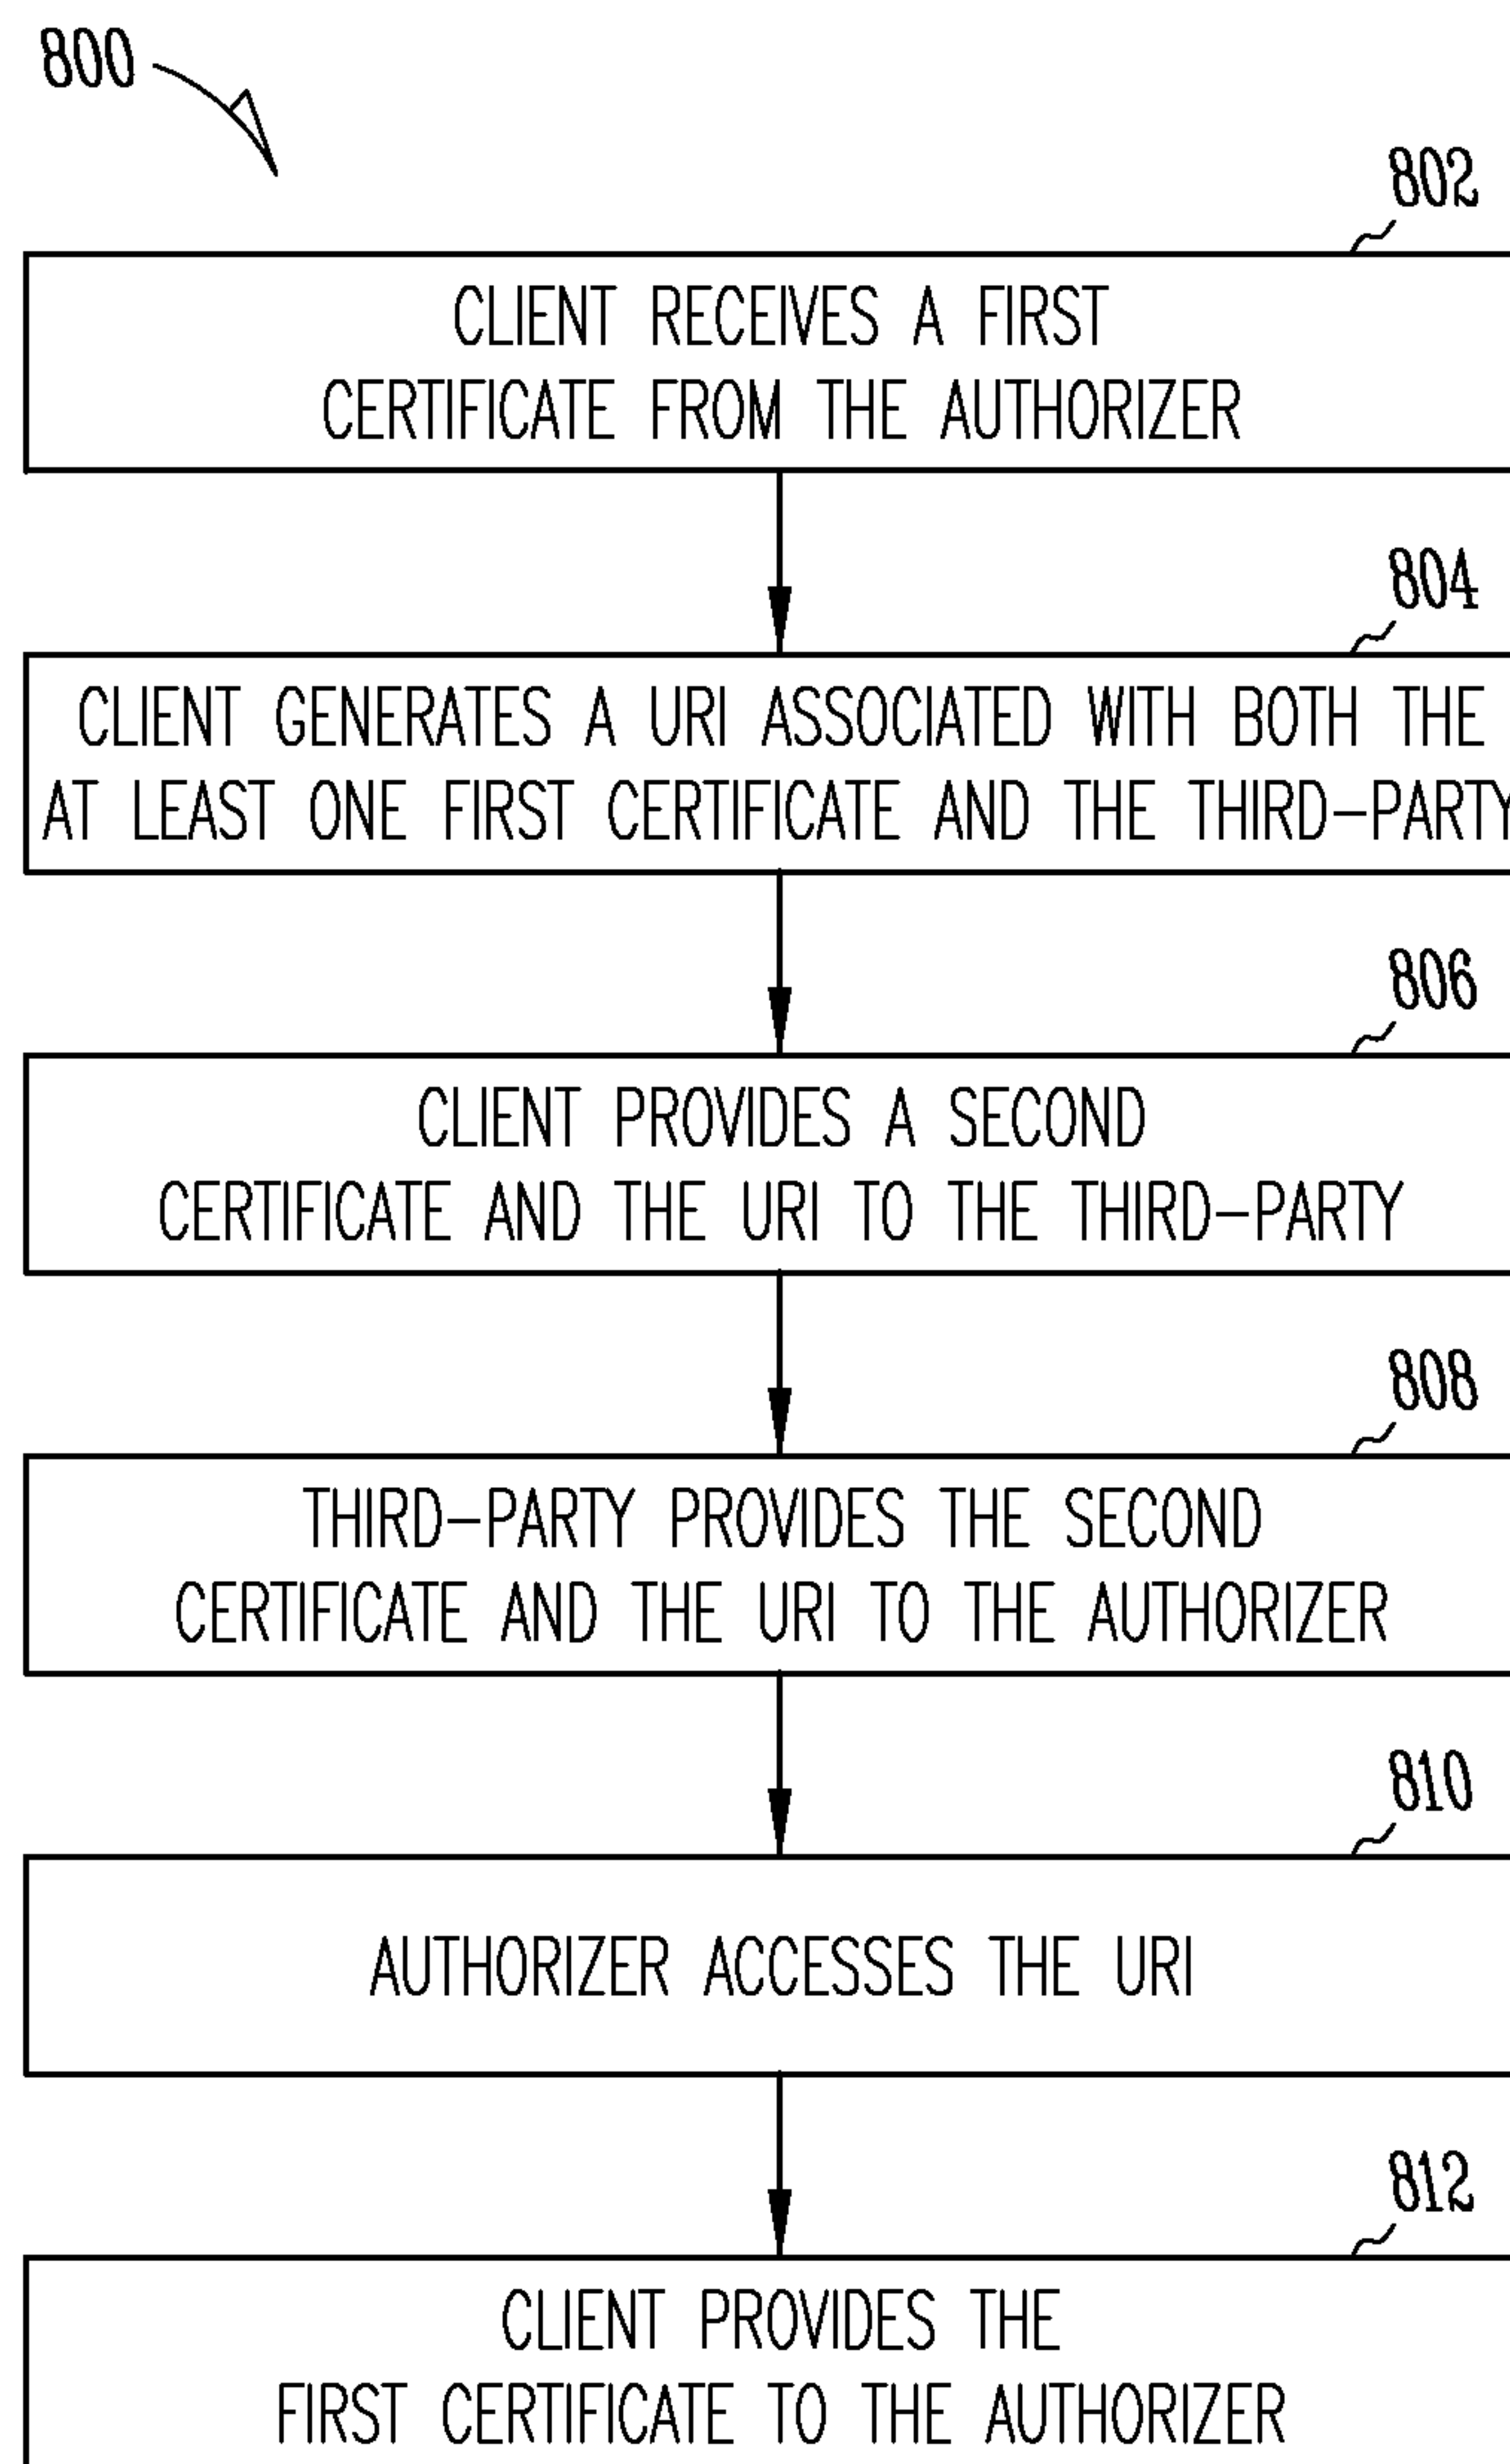 800
802
CLIENT RECEIVES A FIRST
CERTIFICATE FROM THE AUTHORIZER
804
CLIENT GENERATES A URI ASSOCIATED WITH BOTH THE
AT LEAST ONE FIRST CERTIFICATE AND THE THIRD-PARTY
806
CLIENT PROVIDES A SECOND
CERTIFICATE AND THE URI TO THE THIRD-PARTY
808
THIRD-PARTY PROVIDES THE SECOND
CERTIFICATE AND THE URI TO THE AUTHORIZER
810
AUTHORIZER ACCESSES THE URI
812
CLIENT PROVIDES THE
FIRST CERTIFICATE TO THE AUTHORIZER